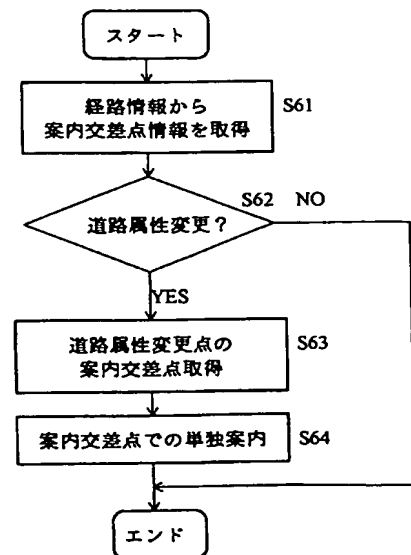 スタート
経路情報から
案内交差点情報を取得
S61
S62 NO
道路属性変更?
YES
道路属性変更点の
案内交差点取得
S63
案内交差点での単独案内
S64
エンド